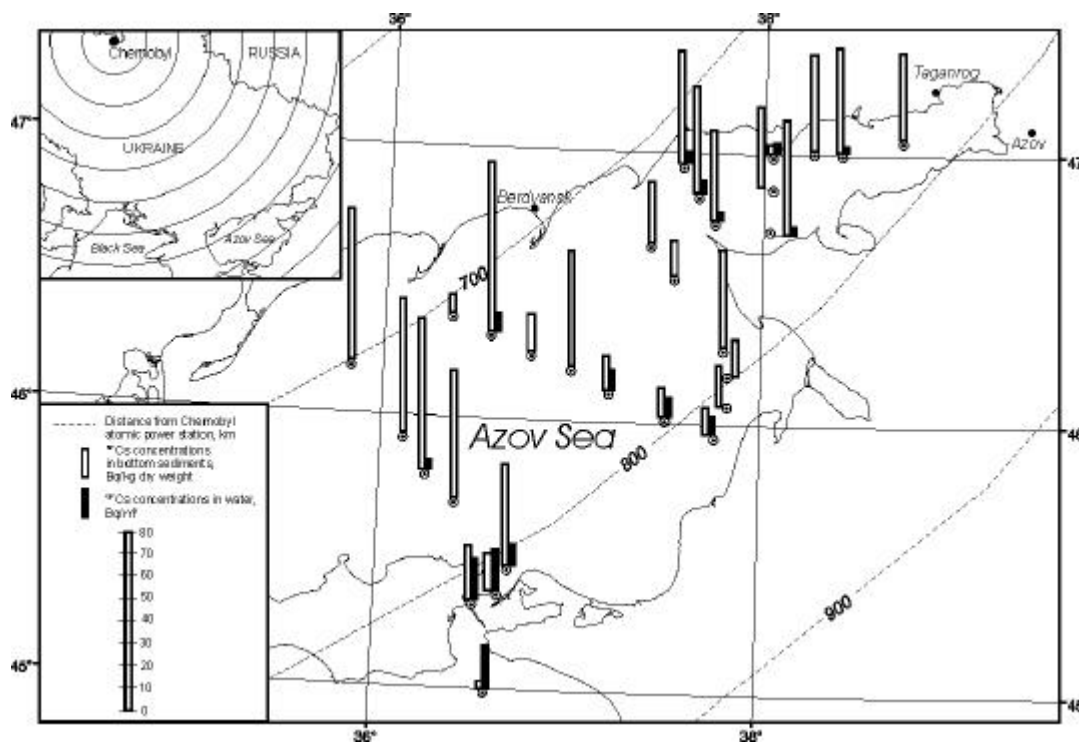 36°
38°
Chernobyl
RUSSIA
UKRAINE
Black Sea
Azov Sea
Taganrog
Azov
47°
47
Berdyansk
700
46°
46
Azov Sea
800
900
Distance from Chernobyl
atomic power station, km
Cs concentrations
in bottom sediments,
Bq/kg dry weight
Cs concentrations in water,
80
70
60
50
40
30
20
10
0
45°
45
36°
38°